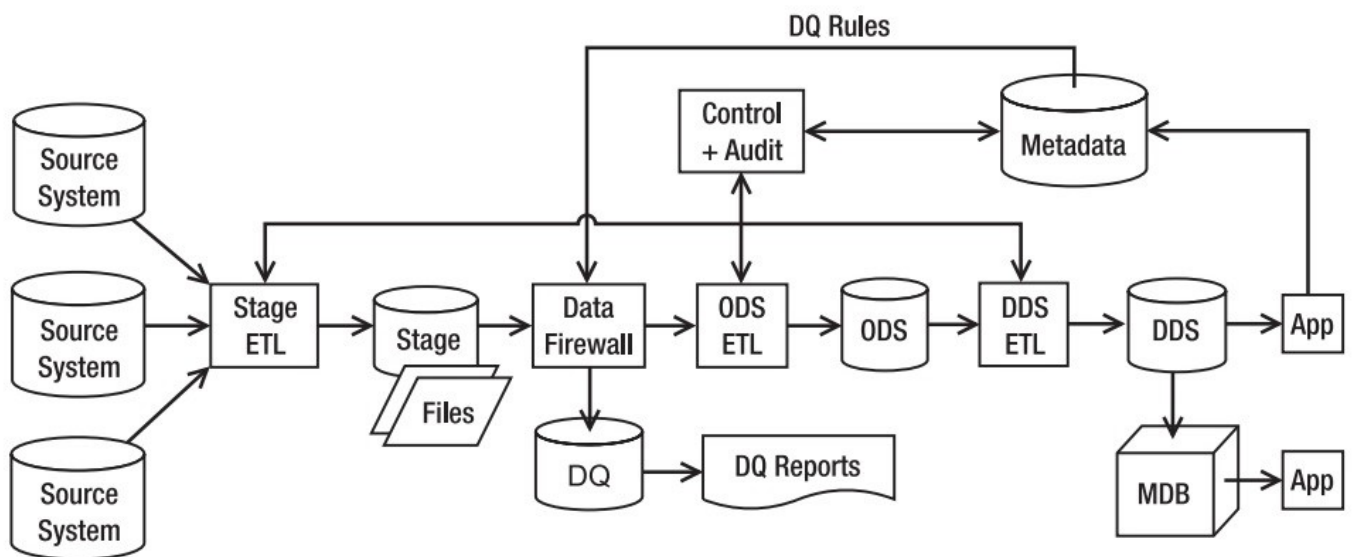 DQ Rules
Control
+ Audit
Metadata
Source
System
Source
System
Source
System
Stage
ETL
Stage
Files
Data
Firewall
DQ
DQ Reports
ODS
ETL
ODS
DDS
ETL
DDS
App
MDB
App